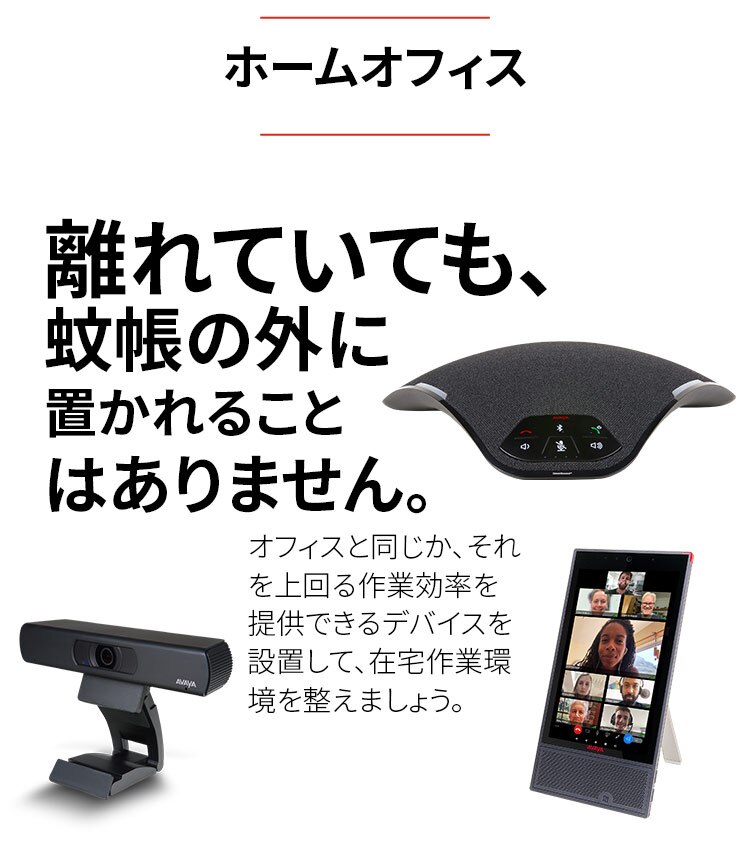 ホームオフィス
離れていても、
蚊帳の外に
置かれること
はありません。
オフィスと同じか、それ
を上回る作業効率を
提供できるデバイスを
設置して、在宅作業環
境を整えましょう。
AVAYA
AVAYA
AVAYA